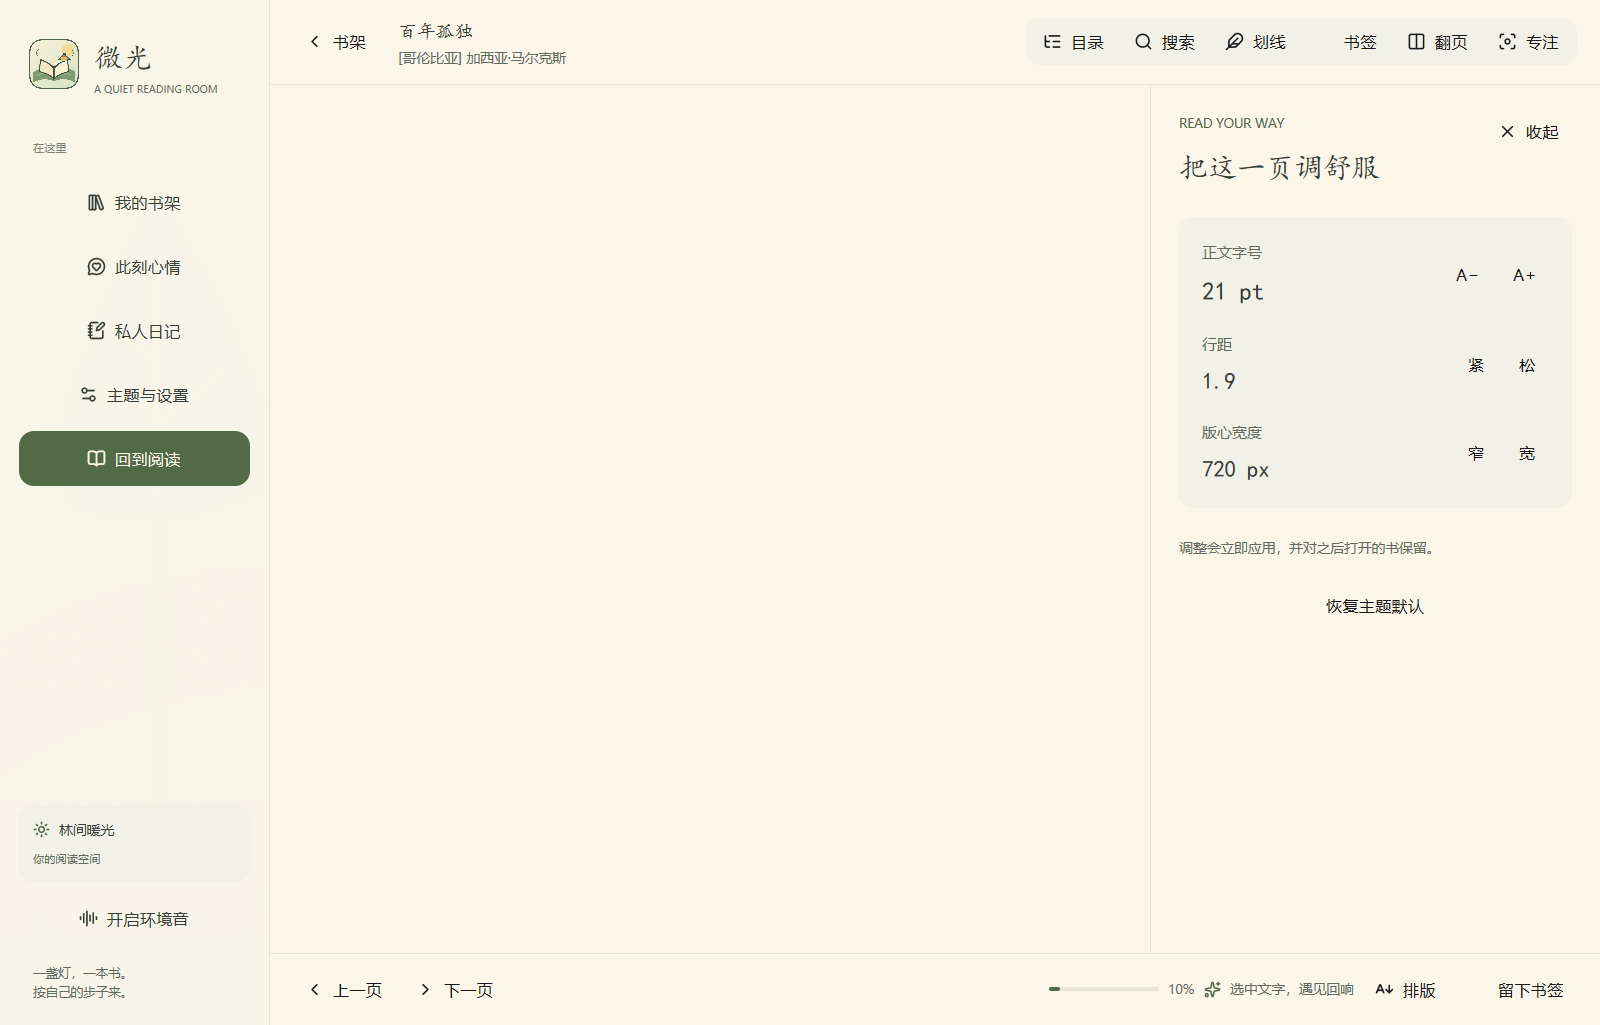 微光
A QUIET READING ROOM
在这里
我的书架
此刻心情
私人日记
主题与设置
回到阅读
林间暖光
你的阅读空间
开启环境音
一盏灯，一本书。
按自己的步子来。
书架
百年孤独
[哥伦比亚] 加西亚·马尔克斯
目录 搜索 划线 书签 翻页 专注
READ YOUR WAY
收起
把这一页调舒服
正文字号
21 pt
A− A+
行距
1.9
紧 松
版心宽度
720 px
窄 宽
调整会立即应用，并对之后打开的书保留。
恢复主题默认
上一页 下一页
10% 选中文字，遇见回响 排版 留下书签